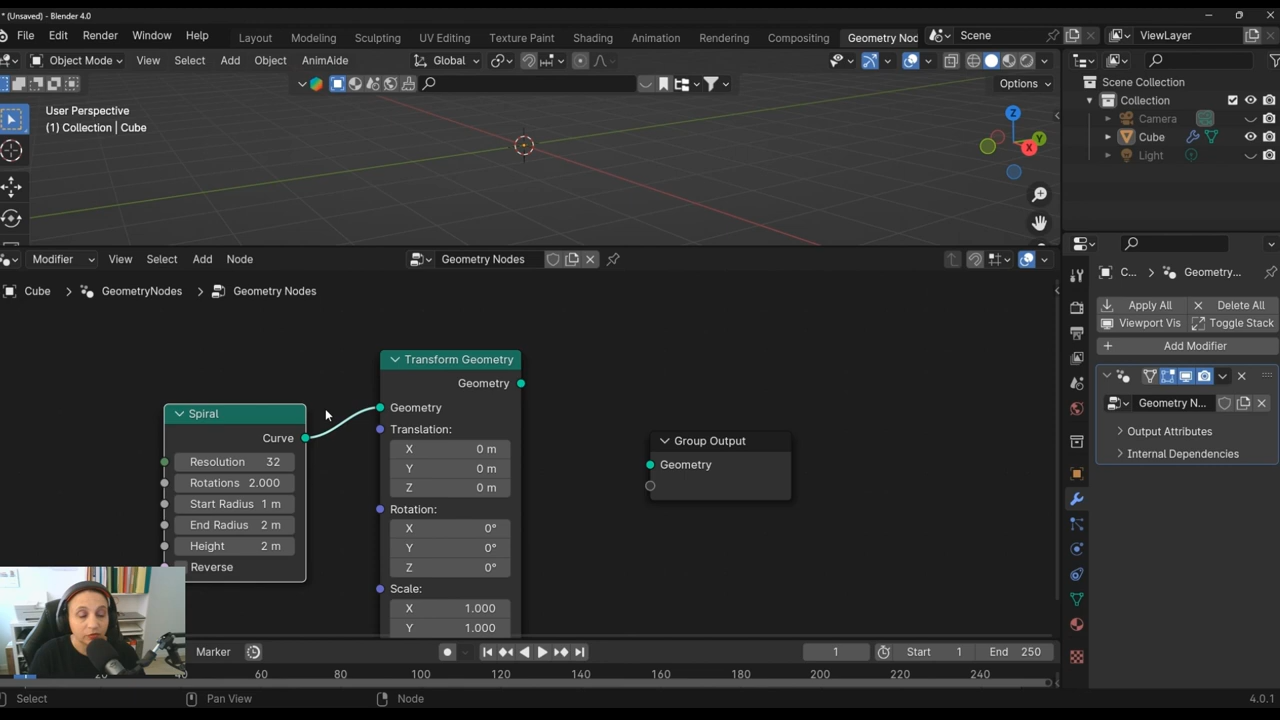 * (Unsaved) - Blender 4.0
File Edit Render Window Help
Layout Modeling Sculpting UV Editing Texture Paint Shading Animation Rendering Compositing Geometry Nod
Scene
ViewLayer
Object Mode View Select Add Object AnimAide
Global
Options
User Perspective
(1) Collection | Cube
Z
Y
X
Scene Collection
Collection
Camera
Cube
Light
Modifier View Select Add Node
Geometry Nodes
Cube > GeometryNodes > Geometry Nodes
Spiral
Curve
Resolution 32
Rotations 2.000
Start Radius 1 m
End Radius 2 m
Height 2 m
Reverse
Transform Geometry
Geometry
Geometry
Translation:
X 0 m
Y 0 m
Z 0 m
Rotation:
X 0°
Y 0°
Z 0°
Scale:
X 1.000
Y 1.000
Group Output
Geometry
C... > Geometry...
Apply All Delete All
Viewport Vis Toggle Stack
Add Modifier
Geometry N...
Output Attributes
Internal Dependencies
Marker
1 Start 1 End 250
60 80 100 120 140 160 180 200 220 240
Select Pan View Node 4.0.1